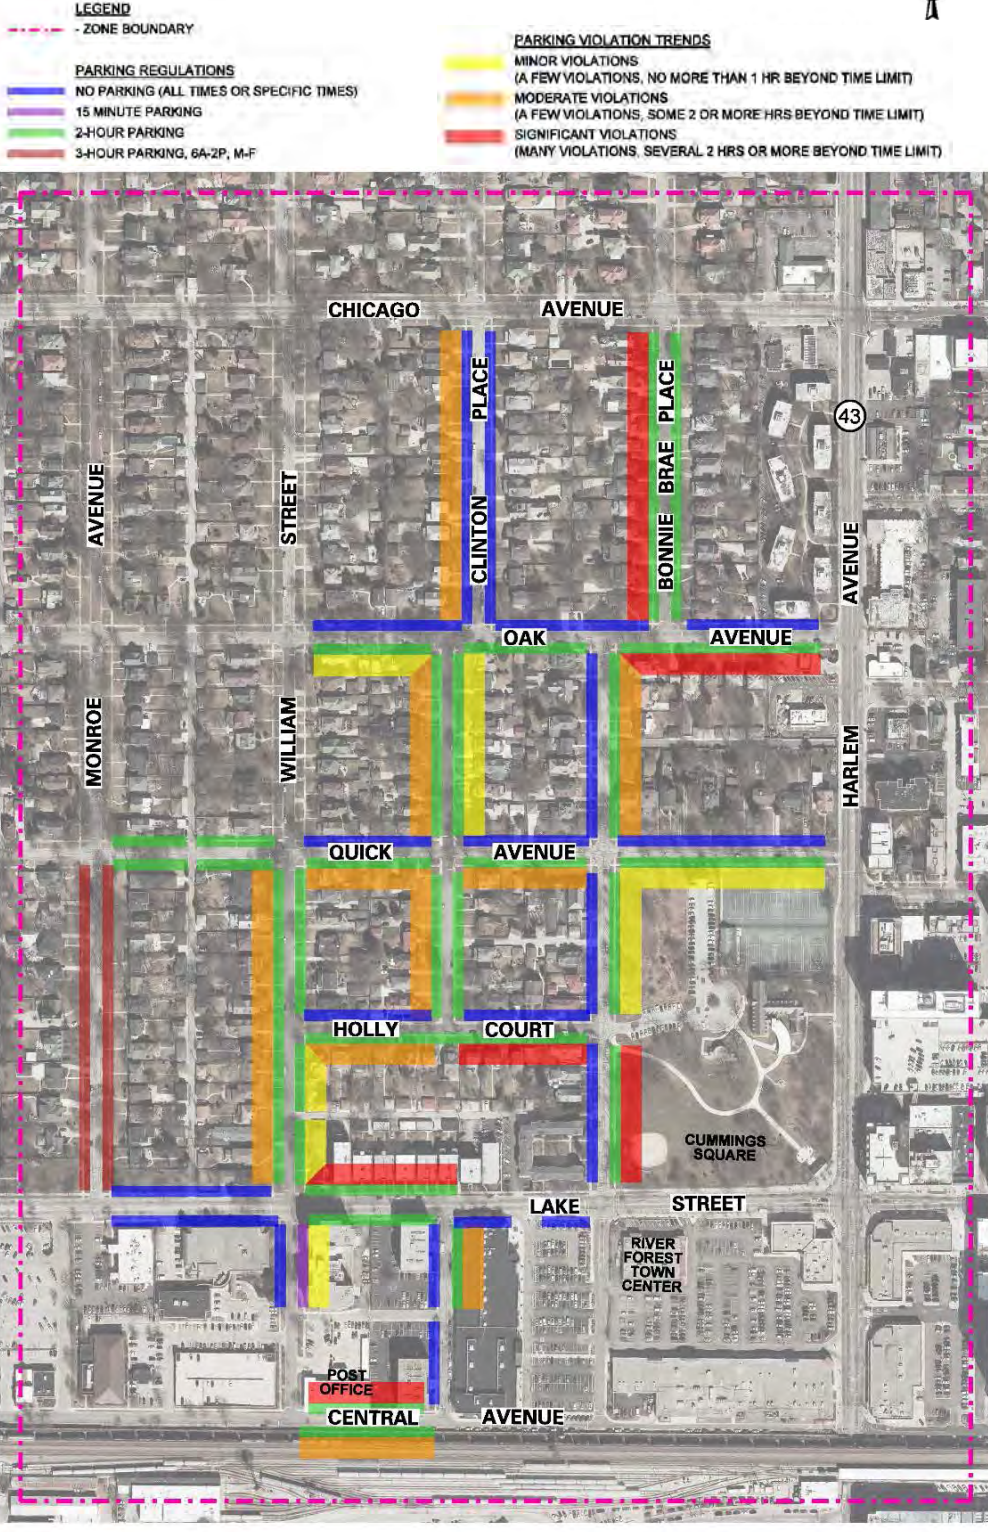 LEGEND
- ZONE BOUNDARY
PARKING REGULATIONS
NO PARKING (ALL TIMES OR SPECIFIC TIMES)
15 MINUTE PARKING
2-HOUR PARKING
3-HOUR PARKING, 6A-2P, M-F
PARKING VIOLATION TRENDS
MINOR VIOLATIONS
(A FEW VIOLATIONS, NO MORE THAN 1 HR BEYOND TIME LIMIT)
MODERATE VIOLATIONS
(A FEW VIOLATIONS, SOME 2 OR MORE HRS BEYOND TIME LIMIT)
SIGNIFICANT VIOLATIONS
(MANY VIOLATIONS, SEVERAL 2 HRS OR MORE BEYOND TIME LIMIT)
CHICAGO AVENUE
MONROE AVENUE
WILLIAM STREET
CLINTON PLACE
BONNIE BRAE PLACE
43
HARLEM AVENUE
OAK AVENUE
QUICK AVENUE
HOLLY COURT
CUMMINGS
SQUARE
LAKE STREET
RIVER
FOREST
TOWN
CENTER
POST
OFFICE
CENTRAL AVENUE